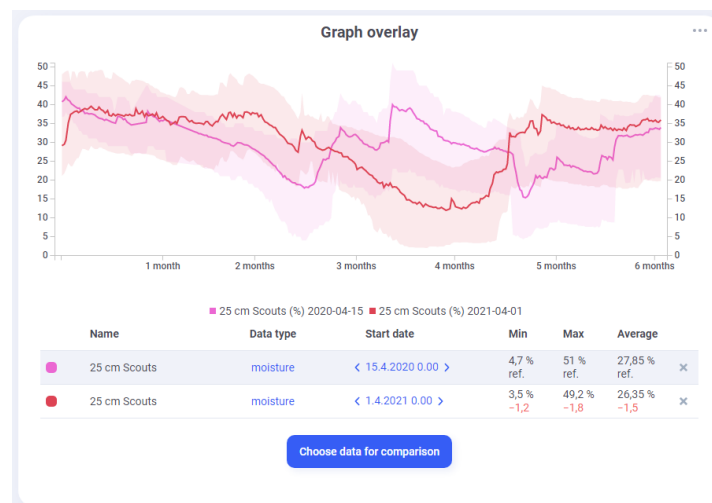 Graph overlay
...
50 50
45 45
40 40
35 35
30 30
25 25
20 20
15 15
10 10
5 5
0 0
1 month 2 months 3 months 4 months 5 months 6 months
25 cm Scouts (%) 2020-04-15 25 cm Scouts (%) 2021-04-01
Name Data type Start date Min Max Average
25 cm Scouts moisture < 15.4.2020 0.00 > 4,7 % ref. 51 % ref. 27,85 % ref. ×
25 cm Scouts moisture < 1.4.2021 0.00 > 3,5 % −1,2 49,2 % −1,8 26,35 % −1,5 ×
Choose data for comparison